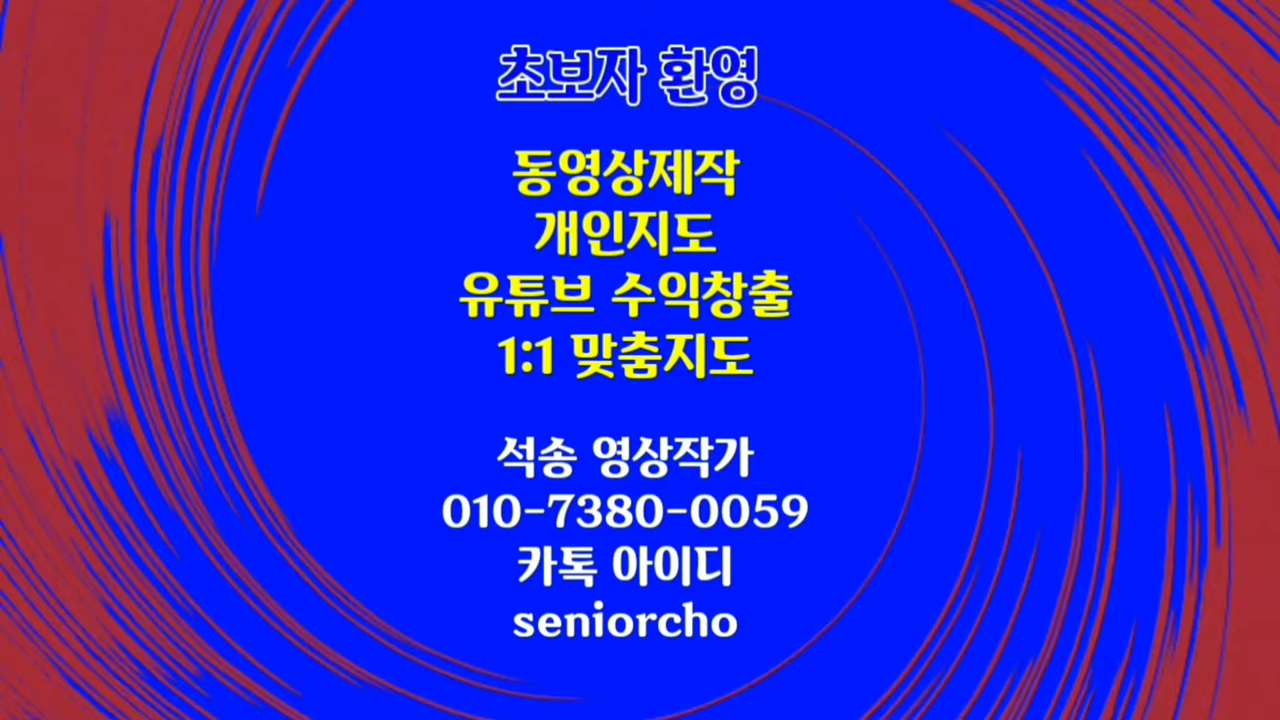 초보자 환영
동영상제작
개인지도
유튜브 수익창출
1:1 맞춤지도
석송 영상작가
010-7380-0059
카톡 아이디
seniorcho